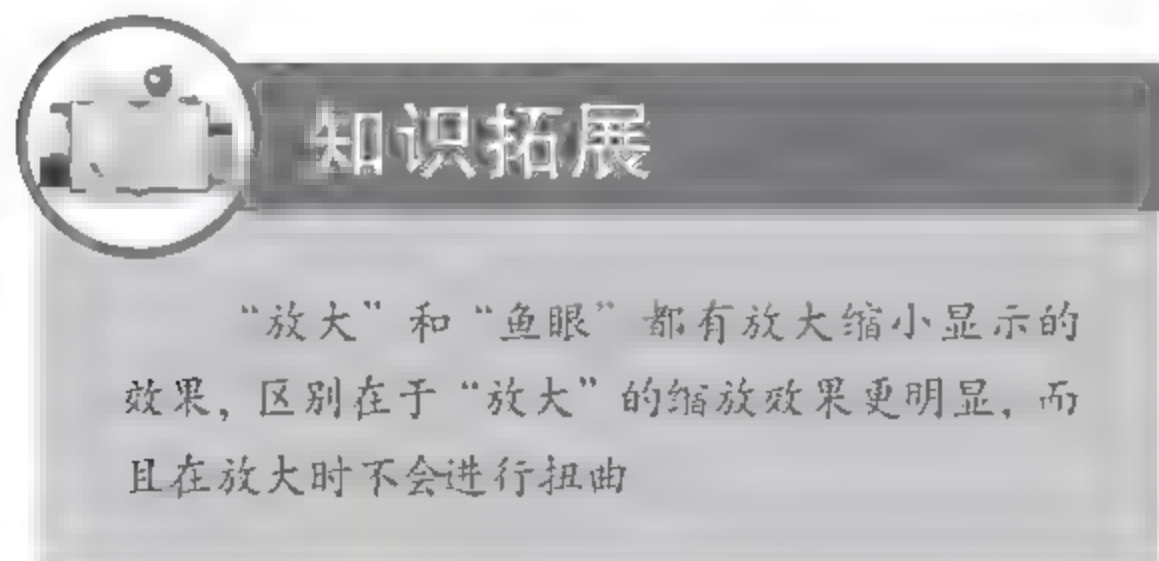 知识拓展
“放大”和“鱼眼”都有放大缩小显示的
效果，区别在于“放大”的缩放效果更明显，而
且在放大时不会进行扭曲